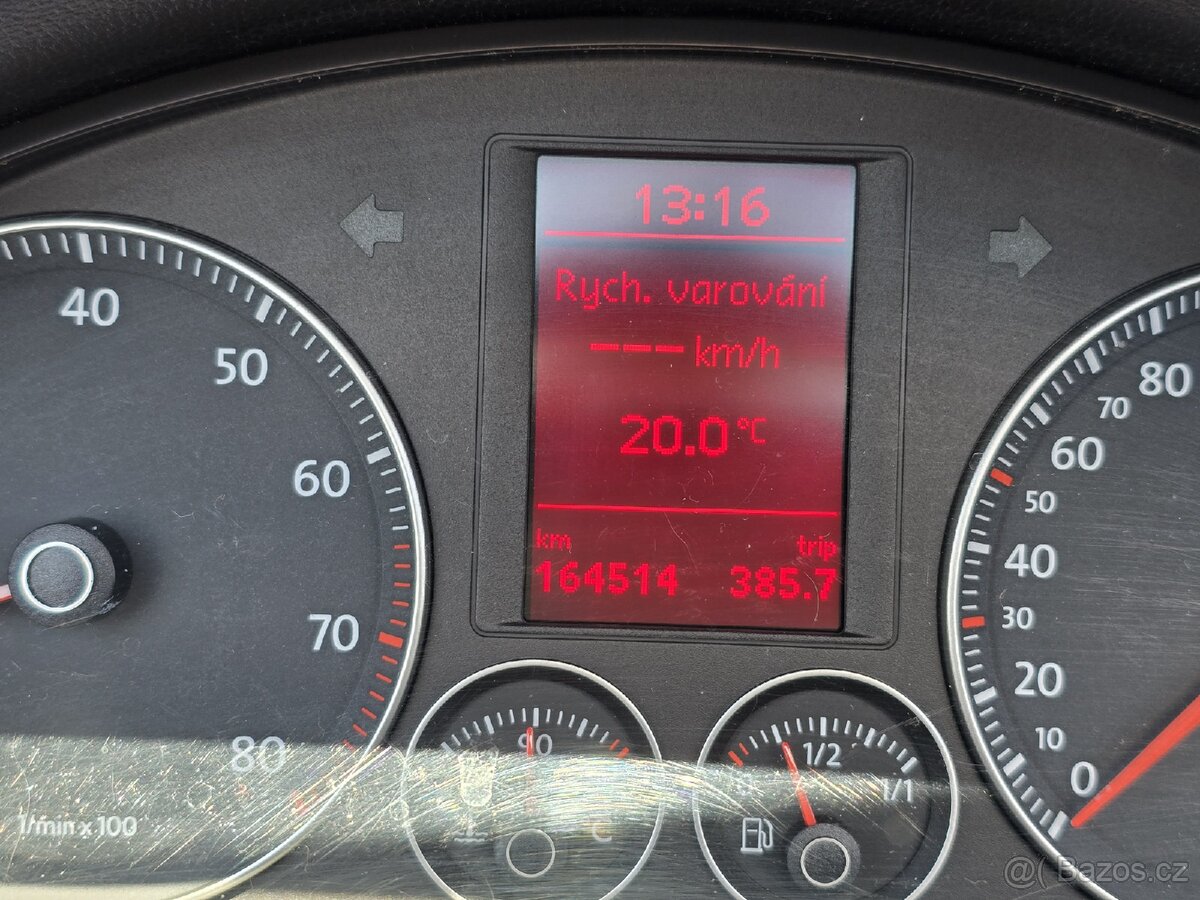 13:16
Rych. varování
--- km/h
20.0 °C
km trip
164514 385.7
40
50
60
70
80
1/min x 100
90
C
1/2
1/1
80
70
60
50
40
30
20
10
0
@( Bazos.cz